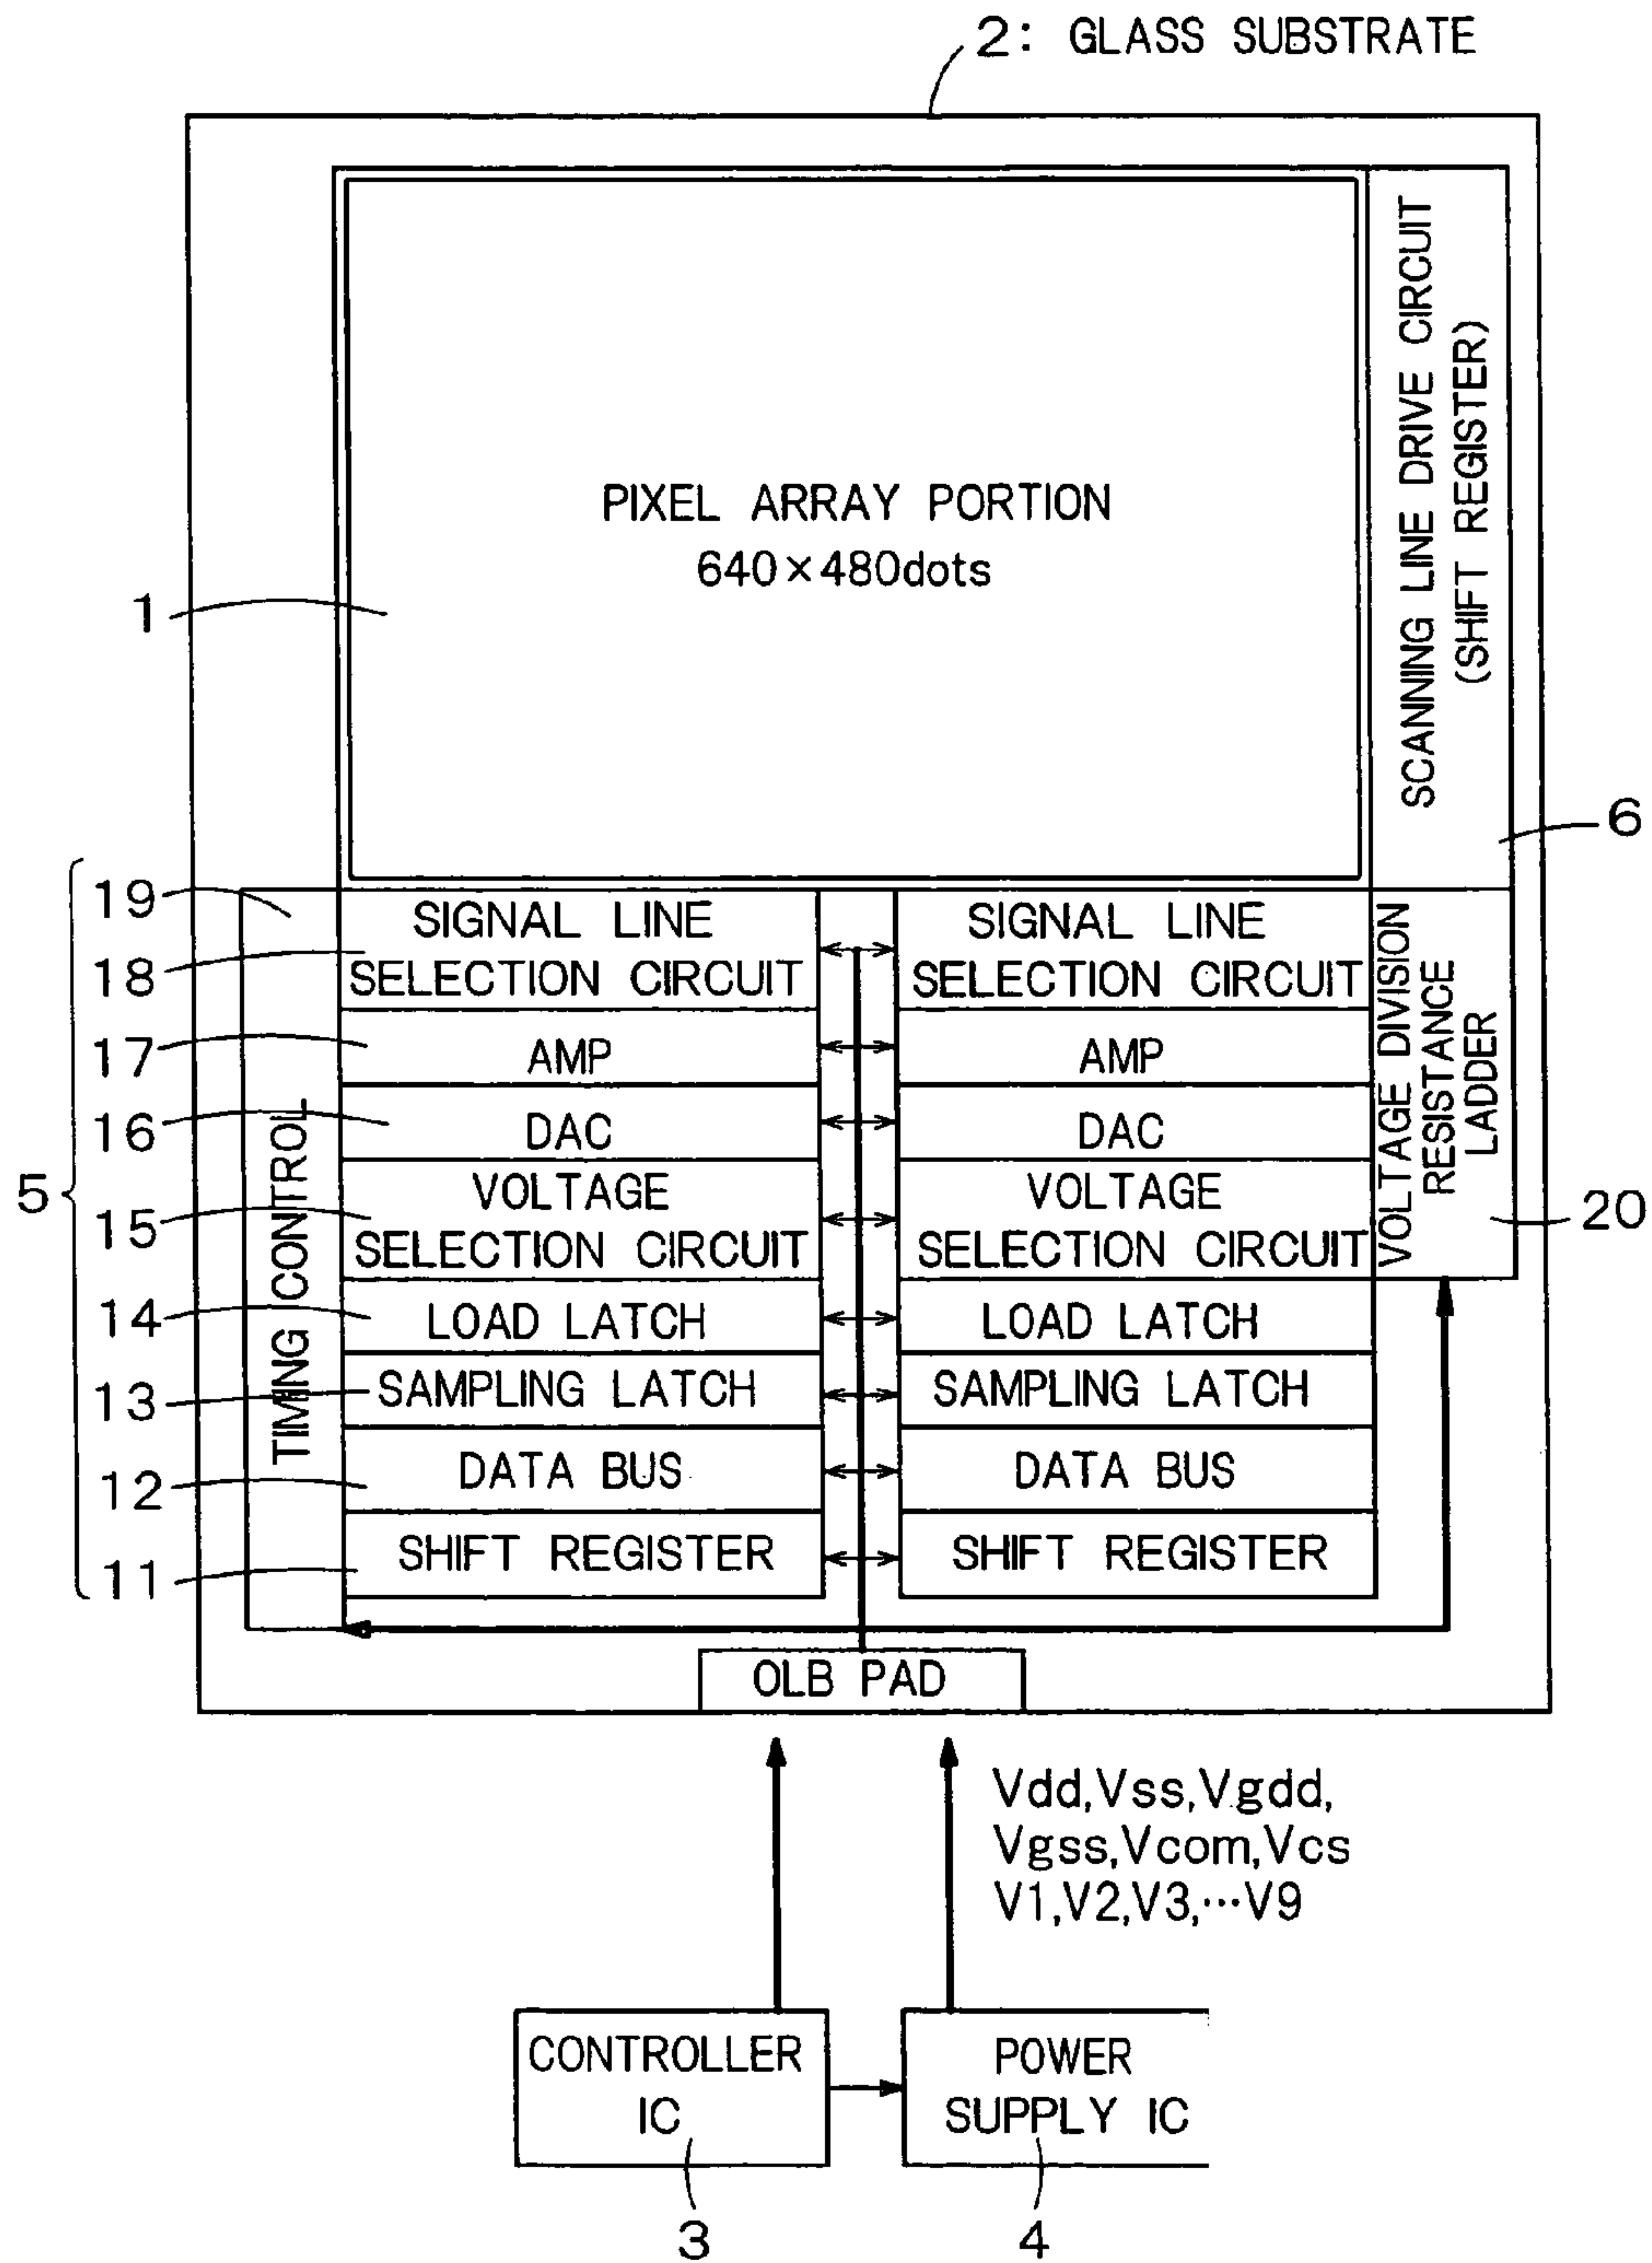 2: GLASS SUBSTRATE
PIXEL ARRAY PORTION
640×480dots
1
SCANNING LINE DRIVE CIRCUIT
(SHIFT REGISTER)
6
5
19
18
17
16
15
14
13
12
11
TIMING CONTROL
SIGNAL LINE
SELECTION CIRCUIT
AMP
DAC
VOLTAGE
SELECTION CIRCUIT
LOAD LATCH
SAMPLING LATCH
DATA BUS
SHIFT REGISTER
SIGNAL LINE
SELECTION CIRCUIT
AMP
DAC
VOLTAGE
SELECTION CIRCUIT
LOAD LATCH
SAMPLING LATCH
DATA BUS
SHIFT REGISTER
VOLTAGE DIVISION
RESISTANCE
LADDER
20
OLB PAD
Vdd,Vss,Vgdd,
Vgss,Vcom,Vcs
V1,V2,V3,…V9
CONTROLLER
IC
POWER
SUPPLY IC
3
4